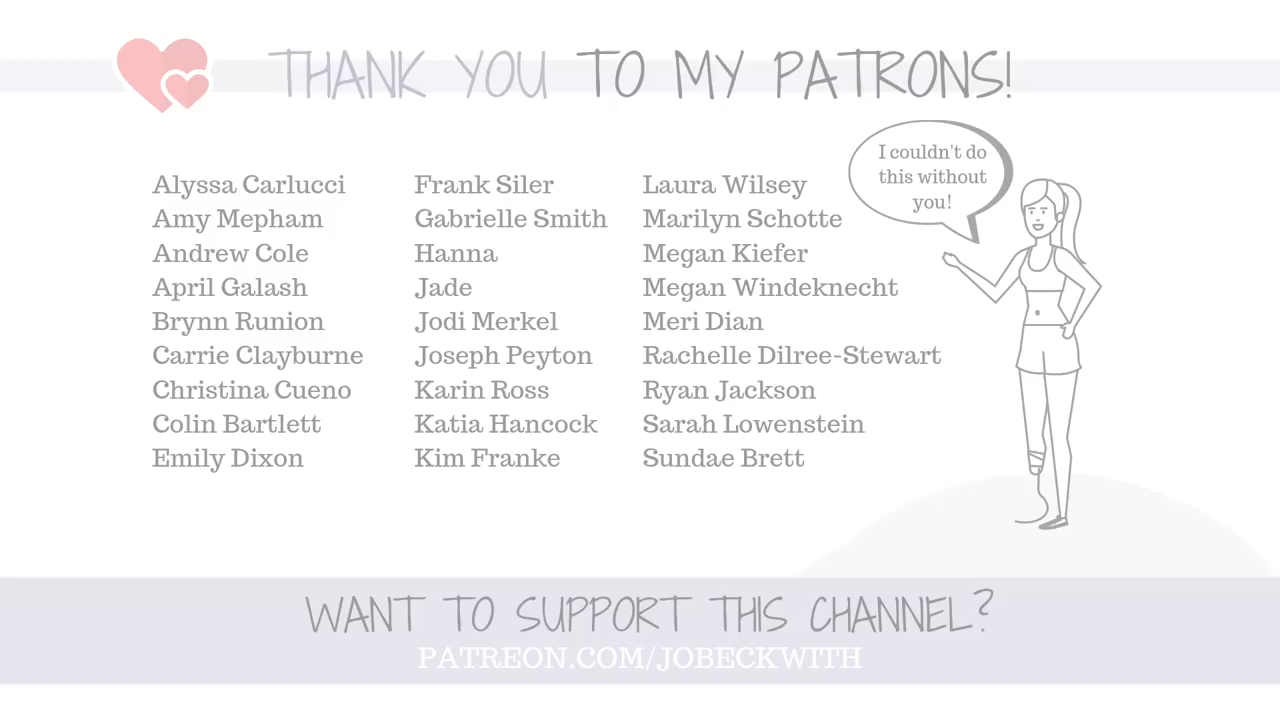 THANK YOU TO MY PATRONS!
I couldn't do
this without
you!
Alyssa Carlucci
Amy Mepham
Andrew Cole
April Galash
Brynn Runion
Carrie Clayburne
Christina Cueno
Colin Bartlett
Emily Dixon
Frank Siler
Gabrielle Smith
Hanna
Jade
Jodi Merkel
Joseph Peyton
Karin Ross
Katia Hancock
Kim Franke
Laura Wilsey
Marilyn Schotte
Megan Kiefer
Megan Windeknecht
Meri Dian
Rachelle Dilree-Stewart
Ryan Jackson
Sarah Lowenstein
Sundae Brett
WANT TO SUPPORT THIS CHANNEL?
PATREON.COM/JOBECKWITH